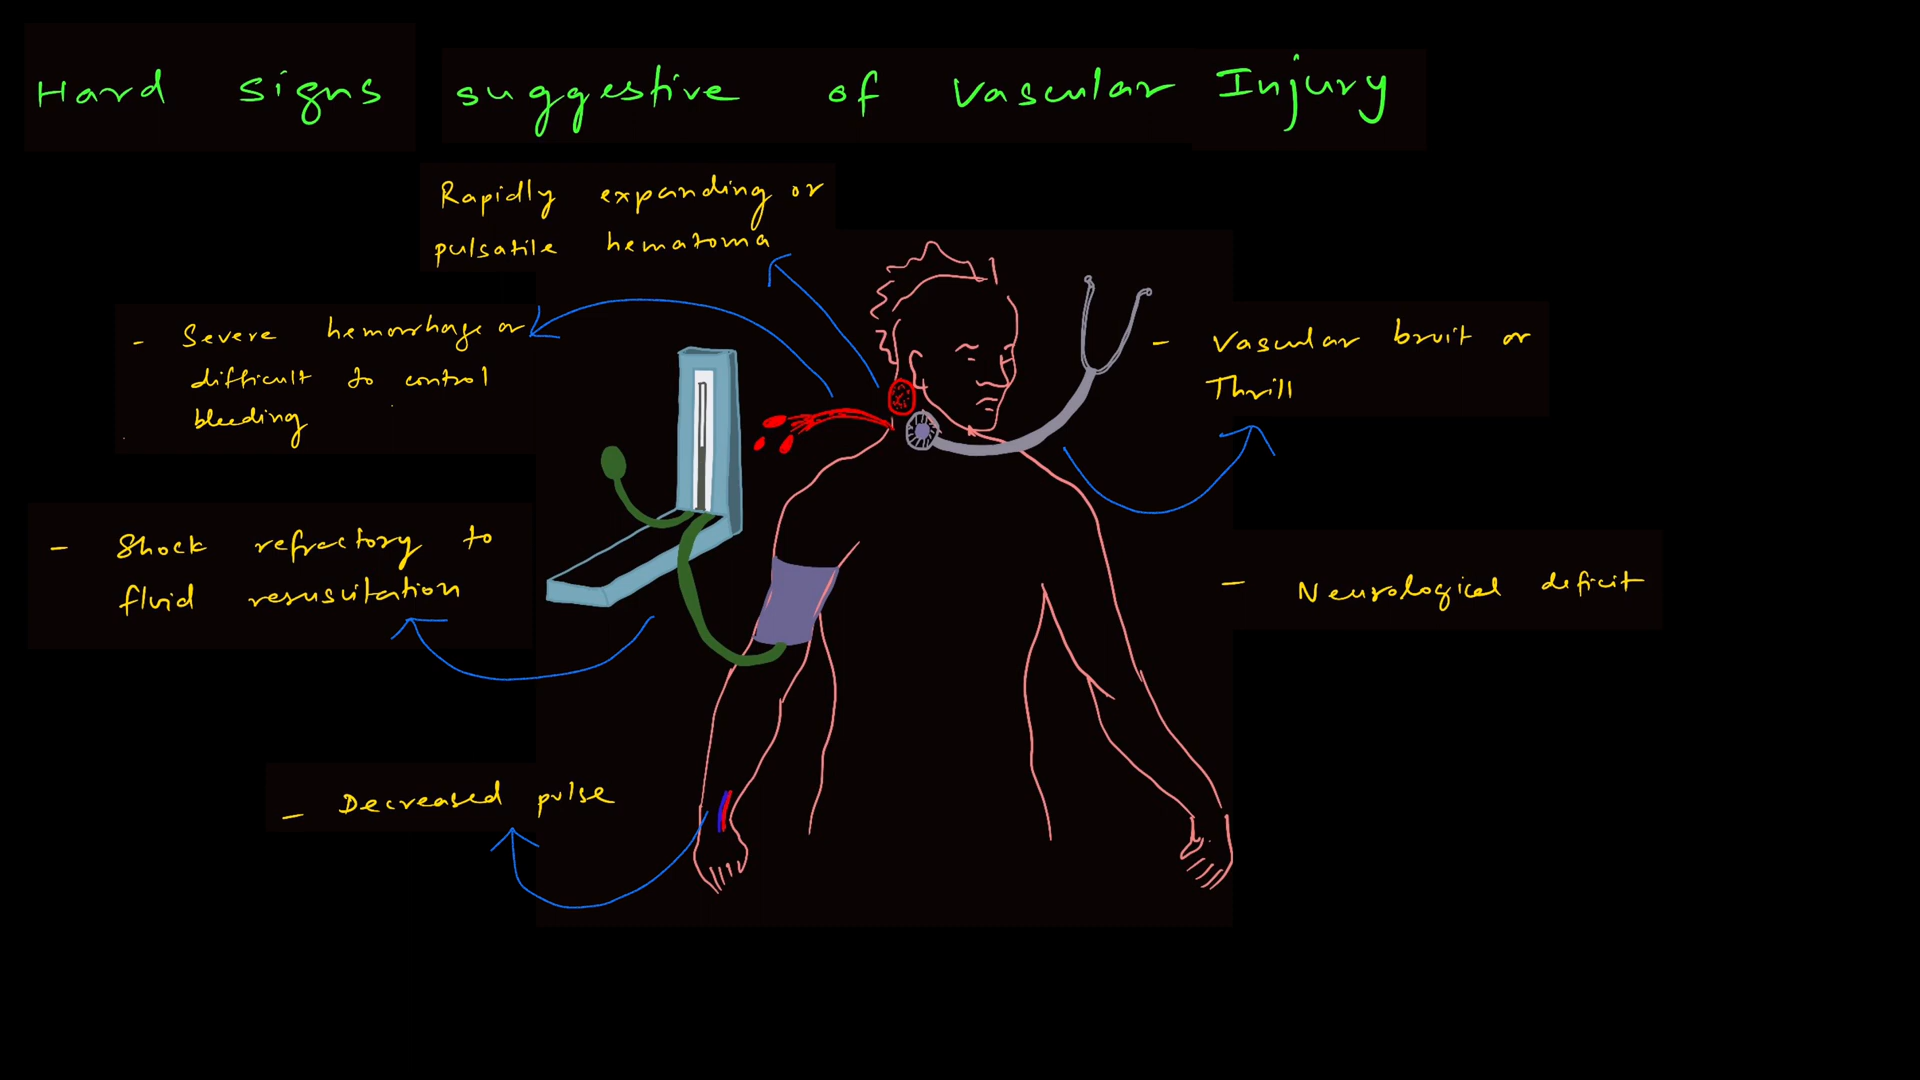 Hard signs suggestive of Vascular Injury
Rapidly expanding or
pulsatile hematoma
- Severe hemorrhage or
difficult to control
bleeding
- Vascular bruit or
Thrill
- Shock refractory to
fluid resusuitation
- Neurological deficit
- Decreased pulse